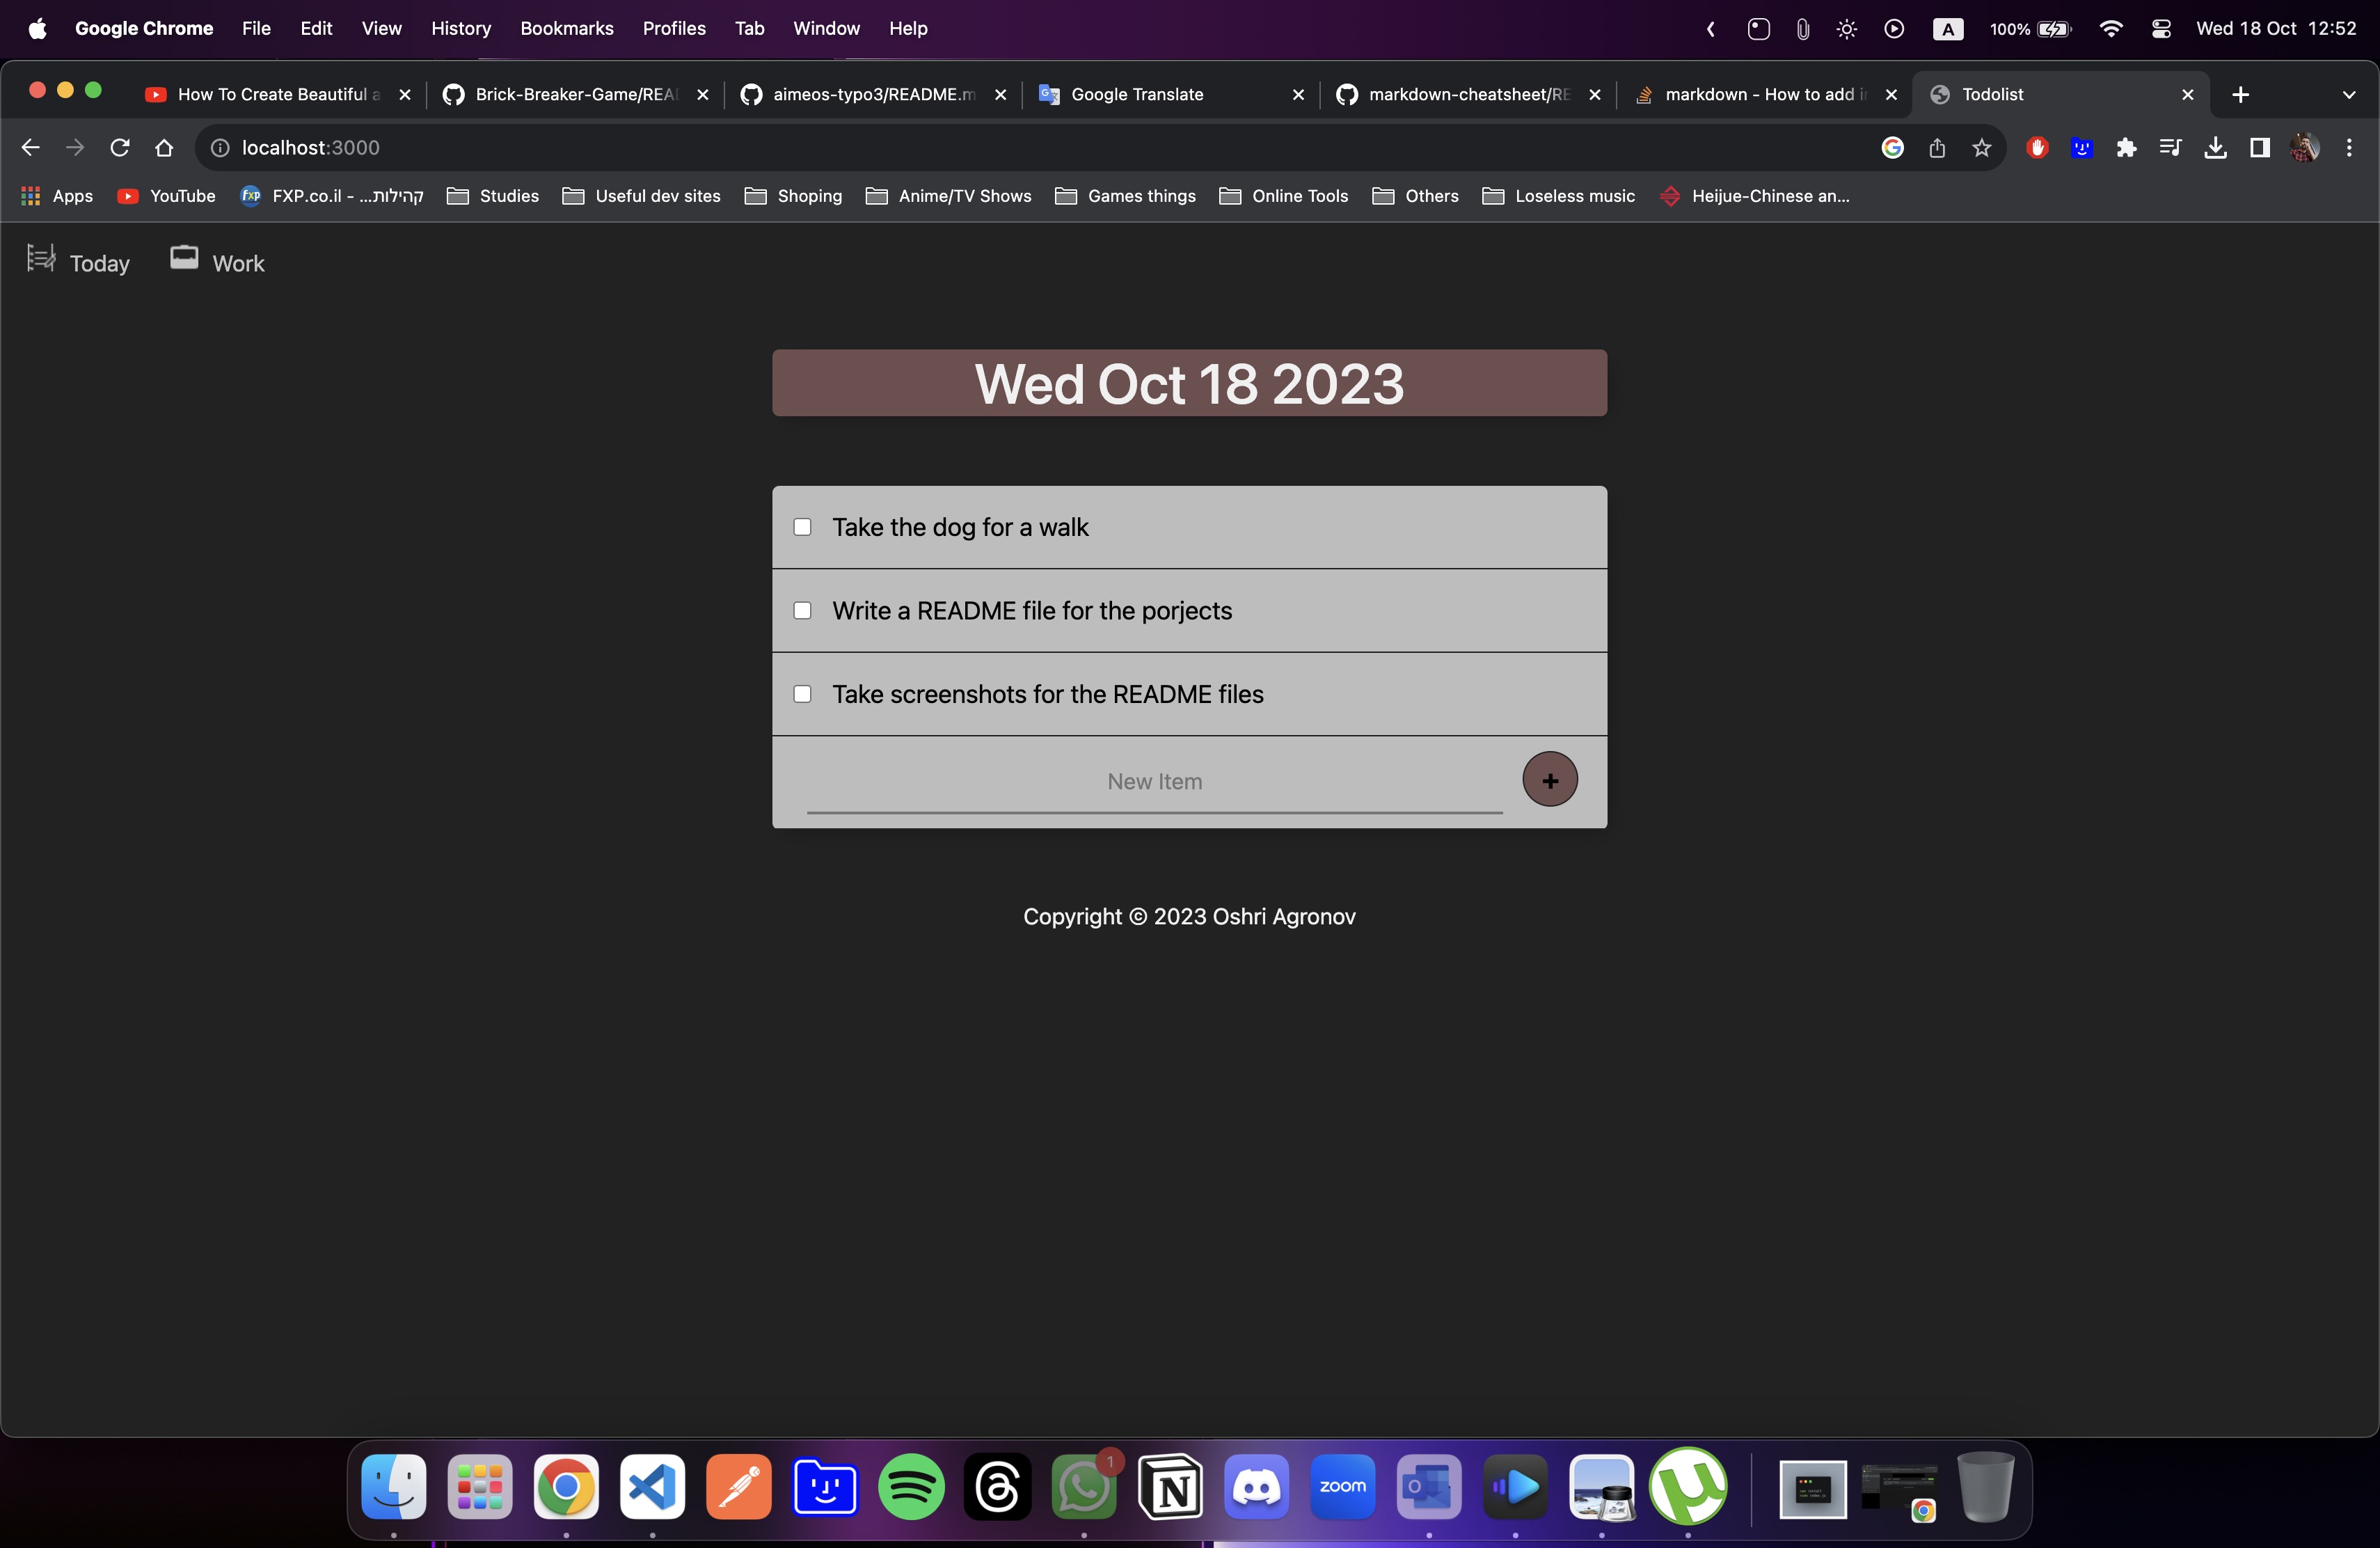 Google Chrome File Edit View History Bookmarks Profiles Tab Window Help A 100% Wed 18 Oct 12:52
How To Create Beautiful a Brick-Breaker-Game/REA aimeos-typo3/README.m Google Translate markdown-cheatsheet/RE markdown - How to add i Todolist
localhost:3000
Apps YouTube FXP.co.il - ...קהילות Studies Useful dev sites Shoping Anime/TV Shows Games things Online Tools Others Loseless music Heijue-Chinese an...
Today Work
Wed Oct 18 2023
Take the dog for a walk
Write a README file for the porjects
Take screenshots for the README files
New Item +
Copyright © 2023 Oshri Agronov
1
N zoom O µ